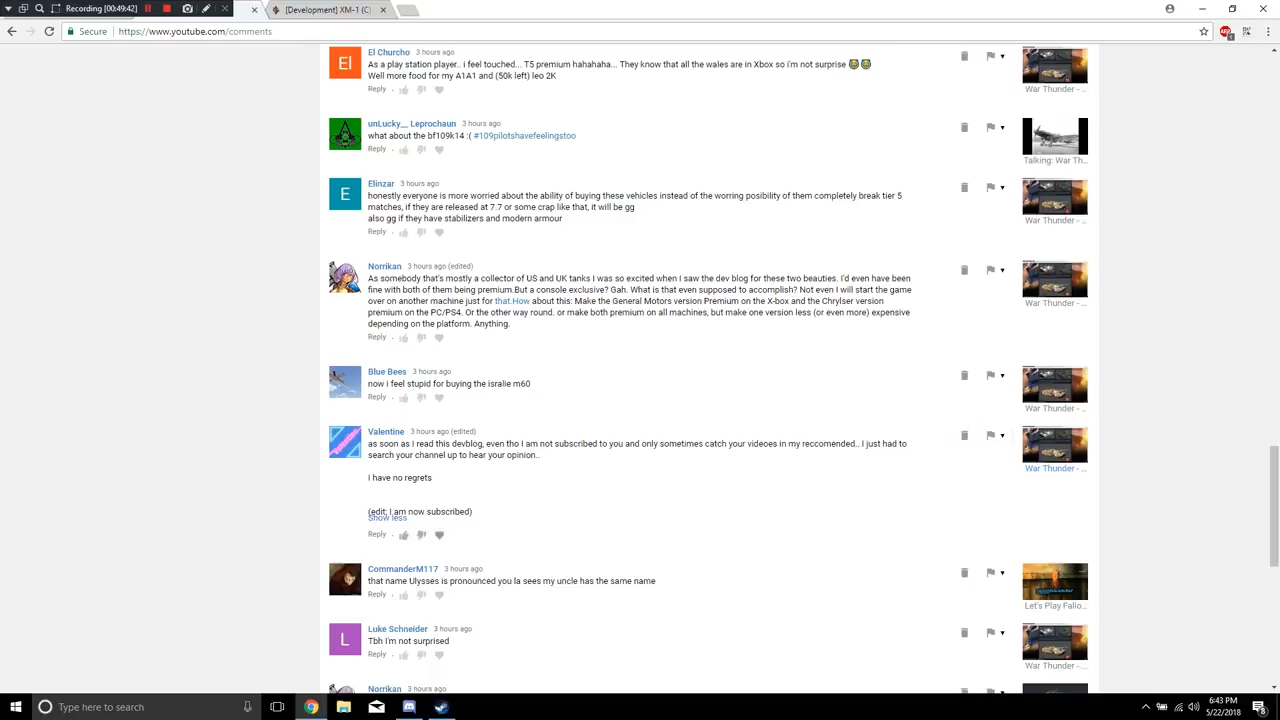 Recording [00:49:42]
[Development] XM-1 (C
Secure
https://www.youtube.com/comments
El
El Churcho 3 hours ago
As a play station player.. i feel touched... T5 premium hahahaha... They know that all the wales are in Xbox so i'm not surprise
Well more food for my A1A1 and (50k left) leo 2K
Reply
War Thunder - ..
unLucky__ Leprochaun 3 hours ago
what about the bf109k14 :( #109pilotshavefeelingstoo
Reply
Talking: War Th...
E
Elinzar 3 hours ago
honestly everyone is more worried about the ability of buying these vehicles instead of the worring posibility of them completely break tier 5
matches, if they are released at 7.7 or some crap like that, it will be gg
also gg if they have stabilizers and modern armour
Reply
War Thunder - ..
Norrikan 3 hours ago (edited)
As somebody that's mostly a collector of US and UK tanks I was so excited when I saw the dev blog for these two beauties. I'd even have been
fine with both of them being premium.But a console exclusive? Gah. What is that even supposed to accomplish? Not even I will start the game
over on another machine just for that.How about this: Make the General Motors version Premium on the X-box and the Chrylser version
premium on the PC/PS4. Or the other way round. or make both premium on all machines, but make one version less (or even more) expensive
depending on the platform. Anything.
Reply
War Thunder - ..
Blue Bees 3 hours ago
now i feel stupid for buying the isralie m60
Reply
War Thunder - ..
Valentine 3 hours ago (edited)
as soon as I read this devblog, even tho I am not subscribed to you and only sometimes catch your videoes in my reccomended.. I just had to
search your channel up to hear your opinion..
I have no regrets
(edit; I am now subscribed)
Show less
Reply
War Thunder - ..
CommanderM117 3 hours ago
that name Ulysses is pronounced you la sees my uncle has the same name
Reply
Let's Play Fallo...
L
Luke Schneider 3 hours ago
Tbh i'm not surprised
Reply
War Thunder -...
Norrikan 3 hours ago
Type here to search
6:43 PM
5/22/2018
8